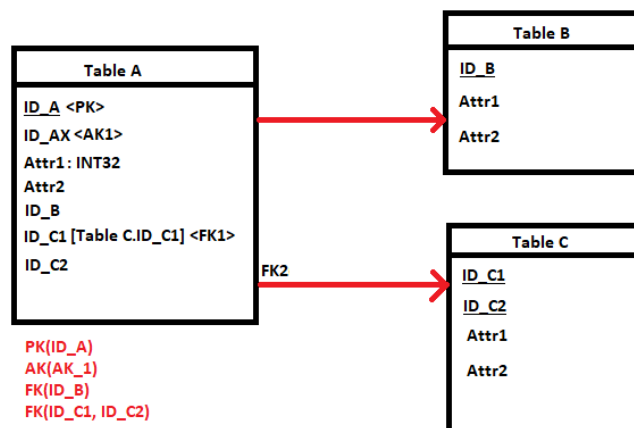 Table A
ID_A <PK>
ID_AX <AK1>
Attr1: INT32
Attr2
ID_B
ID_C1 [Table C.ID_C1] <FK1>
ID_C2
PK(ID_A)
AK(AK_1)
FK(ID_B)
FK(ID_C1, ID_C2)
FK2
Table B
ID_B
Attr1
Attr2
Table C
ID_C1
ID_C2
Attr1
Attr2